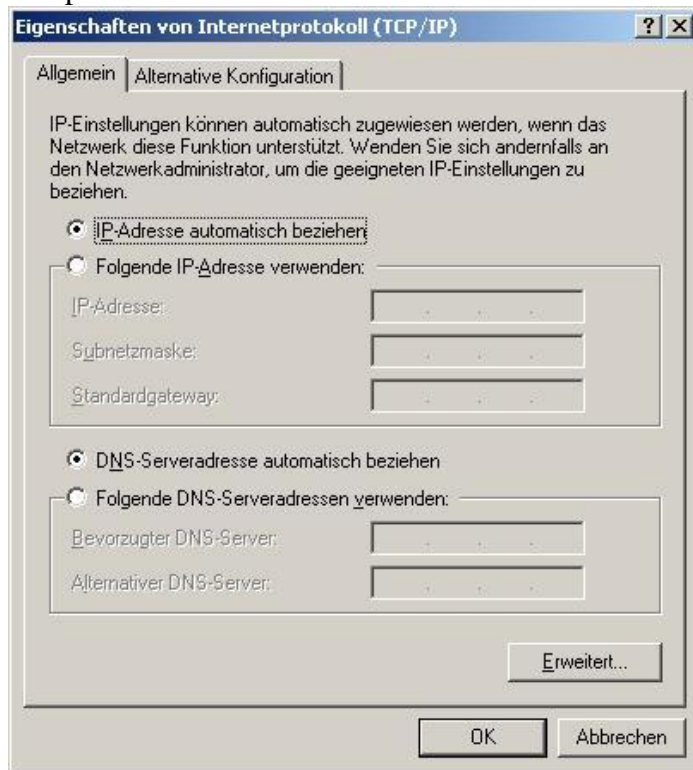 Eigenschaften von Internetprotokoll (TCP/IP)
Allgemein
Alternative Konfiguration
IP-Einstellungen können automatisch zugewiesen werden, wenn das
Netzwerk diese Funktion unterstützt. Wenden Sie sich andernfalls an
den Netzwerkadministrator, um die geeigneten IP-Einstellungen zu
beziehen.
IP-Adresse automatisch beziehen
Folgende IP-Adresse verwenden:
IP-Adresse:
Subnetzmaske:
Standardgateway:
DNS-Serveradresse automatisch beziehen
Folgende DNS-Serveradressen verwenden:
Bevorzugter DNS-Server:
Alternativer DNS-Server:
Erweitert...
OK
Abbrechen